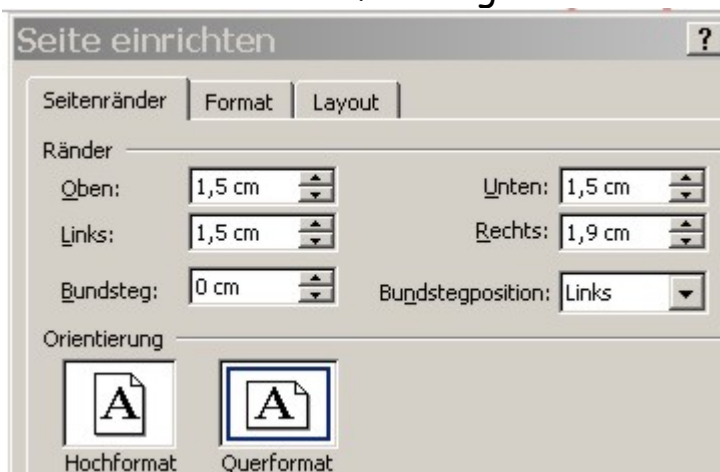 Seite einrichten ?
Seitenränder Format Layout
Ränder
Oben: 1,5 cm Unten: 1,5 cm
Links: 1,5 cm Rechts: 1,9 cm
Bundsteg: 0 cm Bundstegposition: Links
Orientierung
A A
Hochformat Querformat